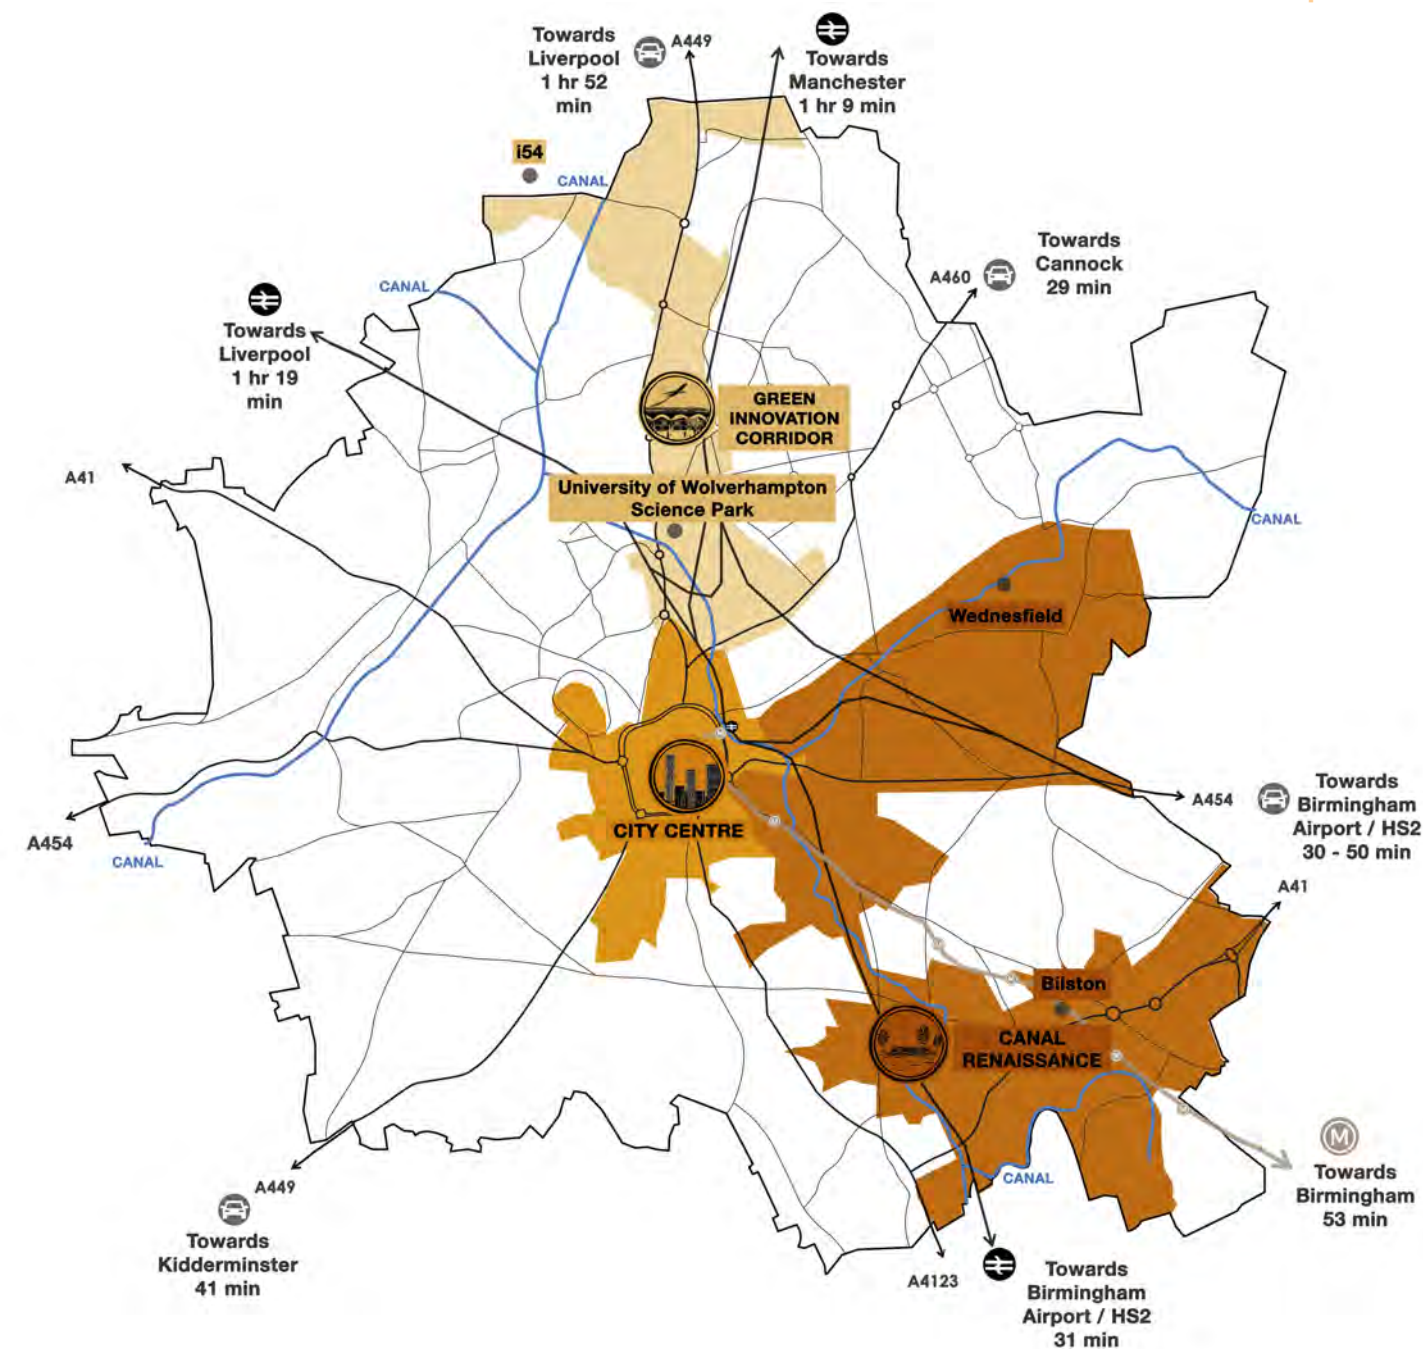 Towards
Liverpool
1 hr 52
min
A449
Towards
Manchester
1 hr 9 min
i54
CANAL
Towards
Cannock
29 min
A460
CANAL
Towards
Liverpool
1 hr 19
min
GREEN
INNOVATION
CORRIDOR
A41
University of Wolverhampton
Science Park
CANAL
Wednesfield
A454
Towards
Birmingham
Airport / HS2
30 - 50 min
CITY CENTRE
A454
CANAL
A41
Bilston
CANAL
RENAISSANCE
M
Towards
Birmingham
53 min
CANAL
A449
Towards
Kidderminster
41 min
A4123
Towards
Birmingham
Airport / HS2
31 min